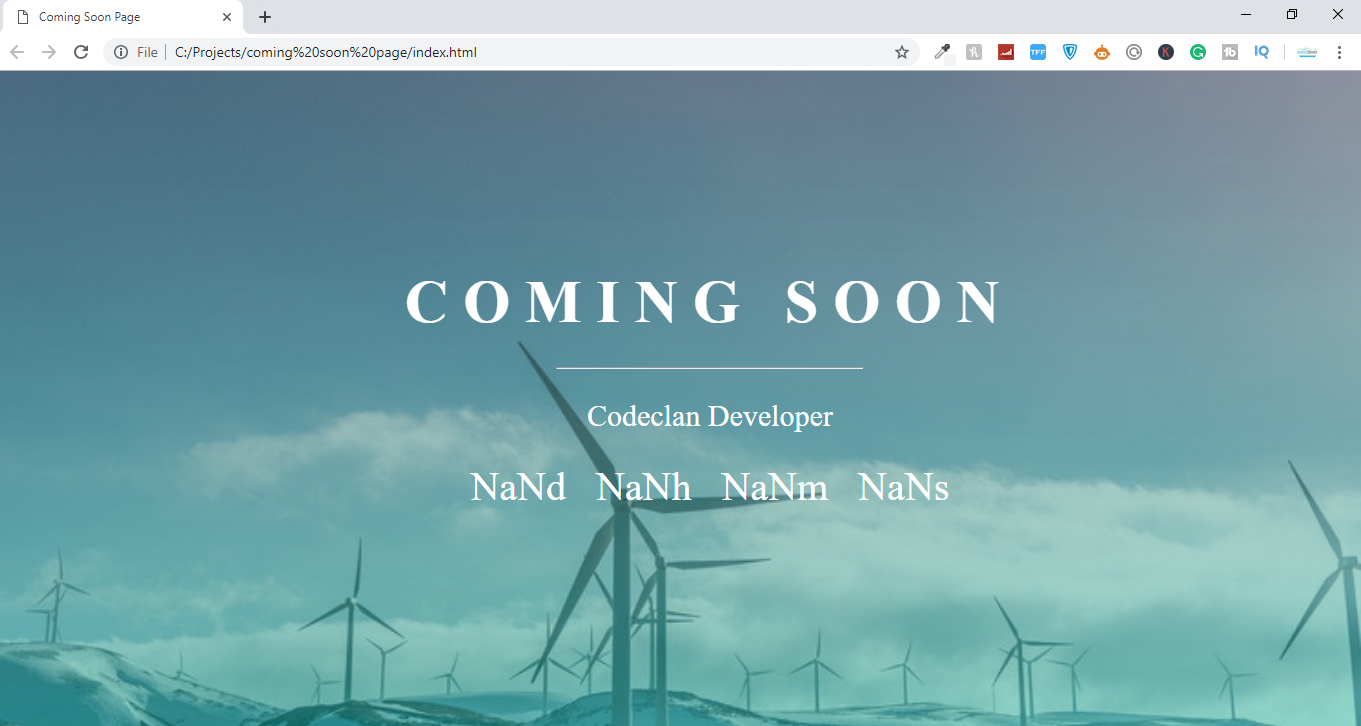 Coming Soon Page
File
C:/Projects/coming%20soon%20page/index.html
TFF
K
IQ
COMING SOON
Codeclan Developer
NaNd NaNh NaNm NaNs